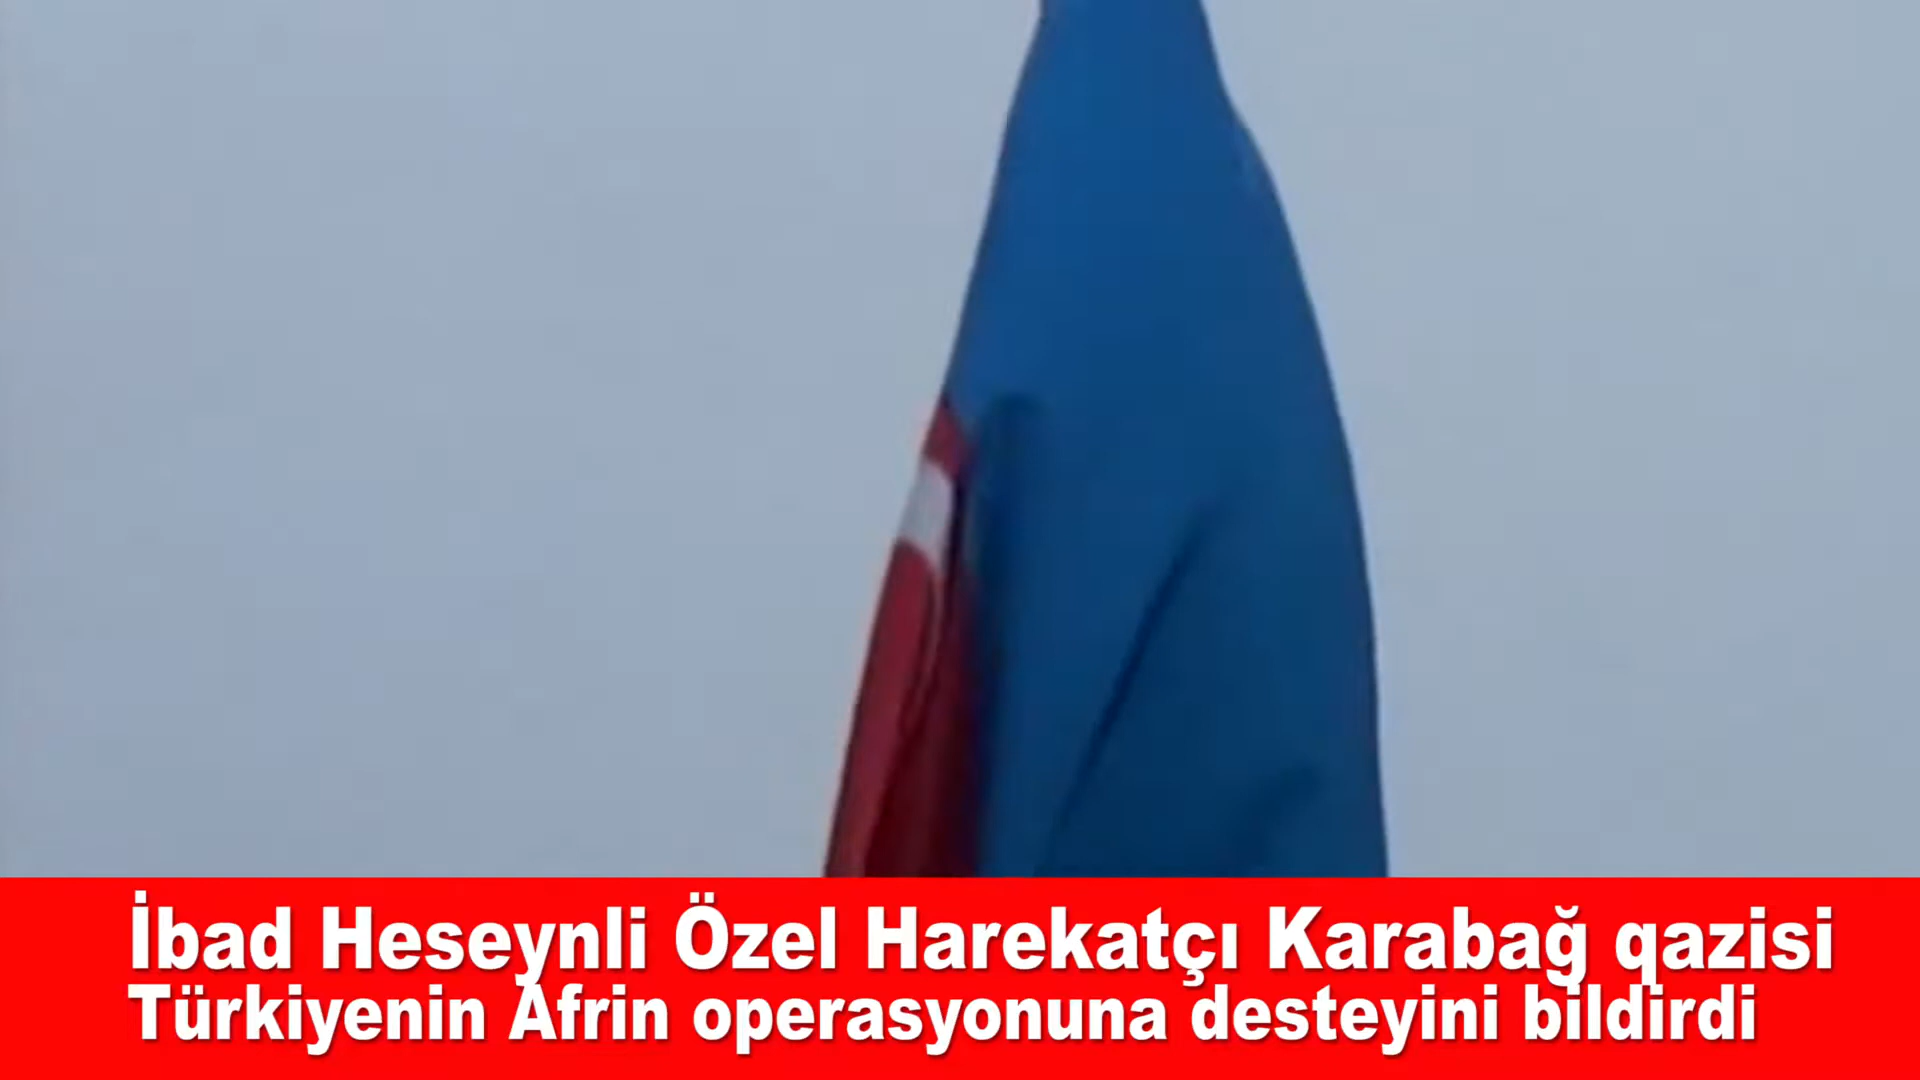 İbad Heseynli Özel Harekatçı Karabağ qazisi
Türkiyenin Afrin operasyonuna desteyini bildirdi